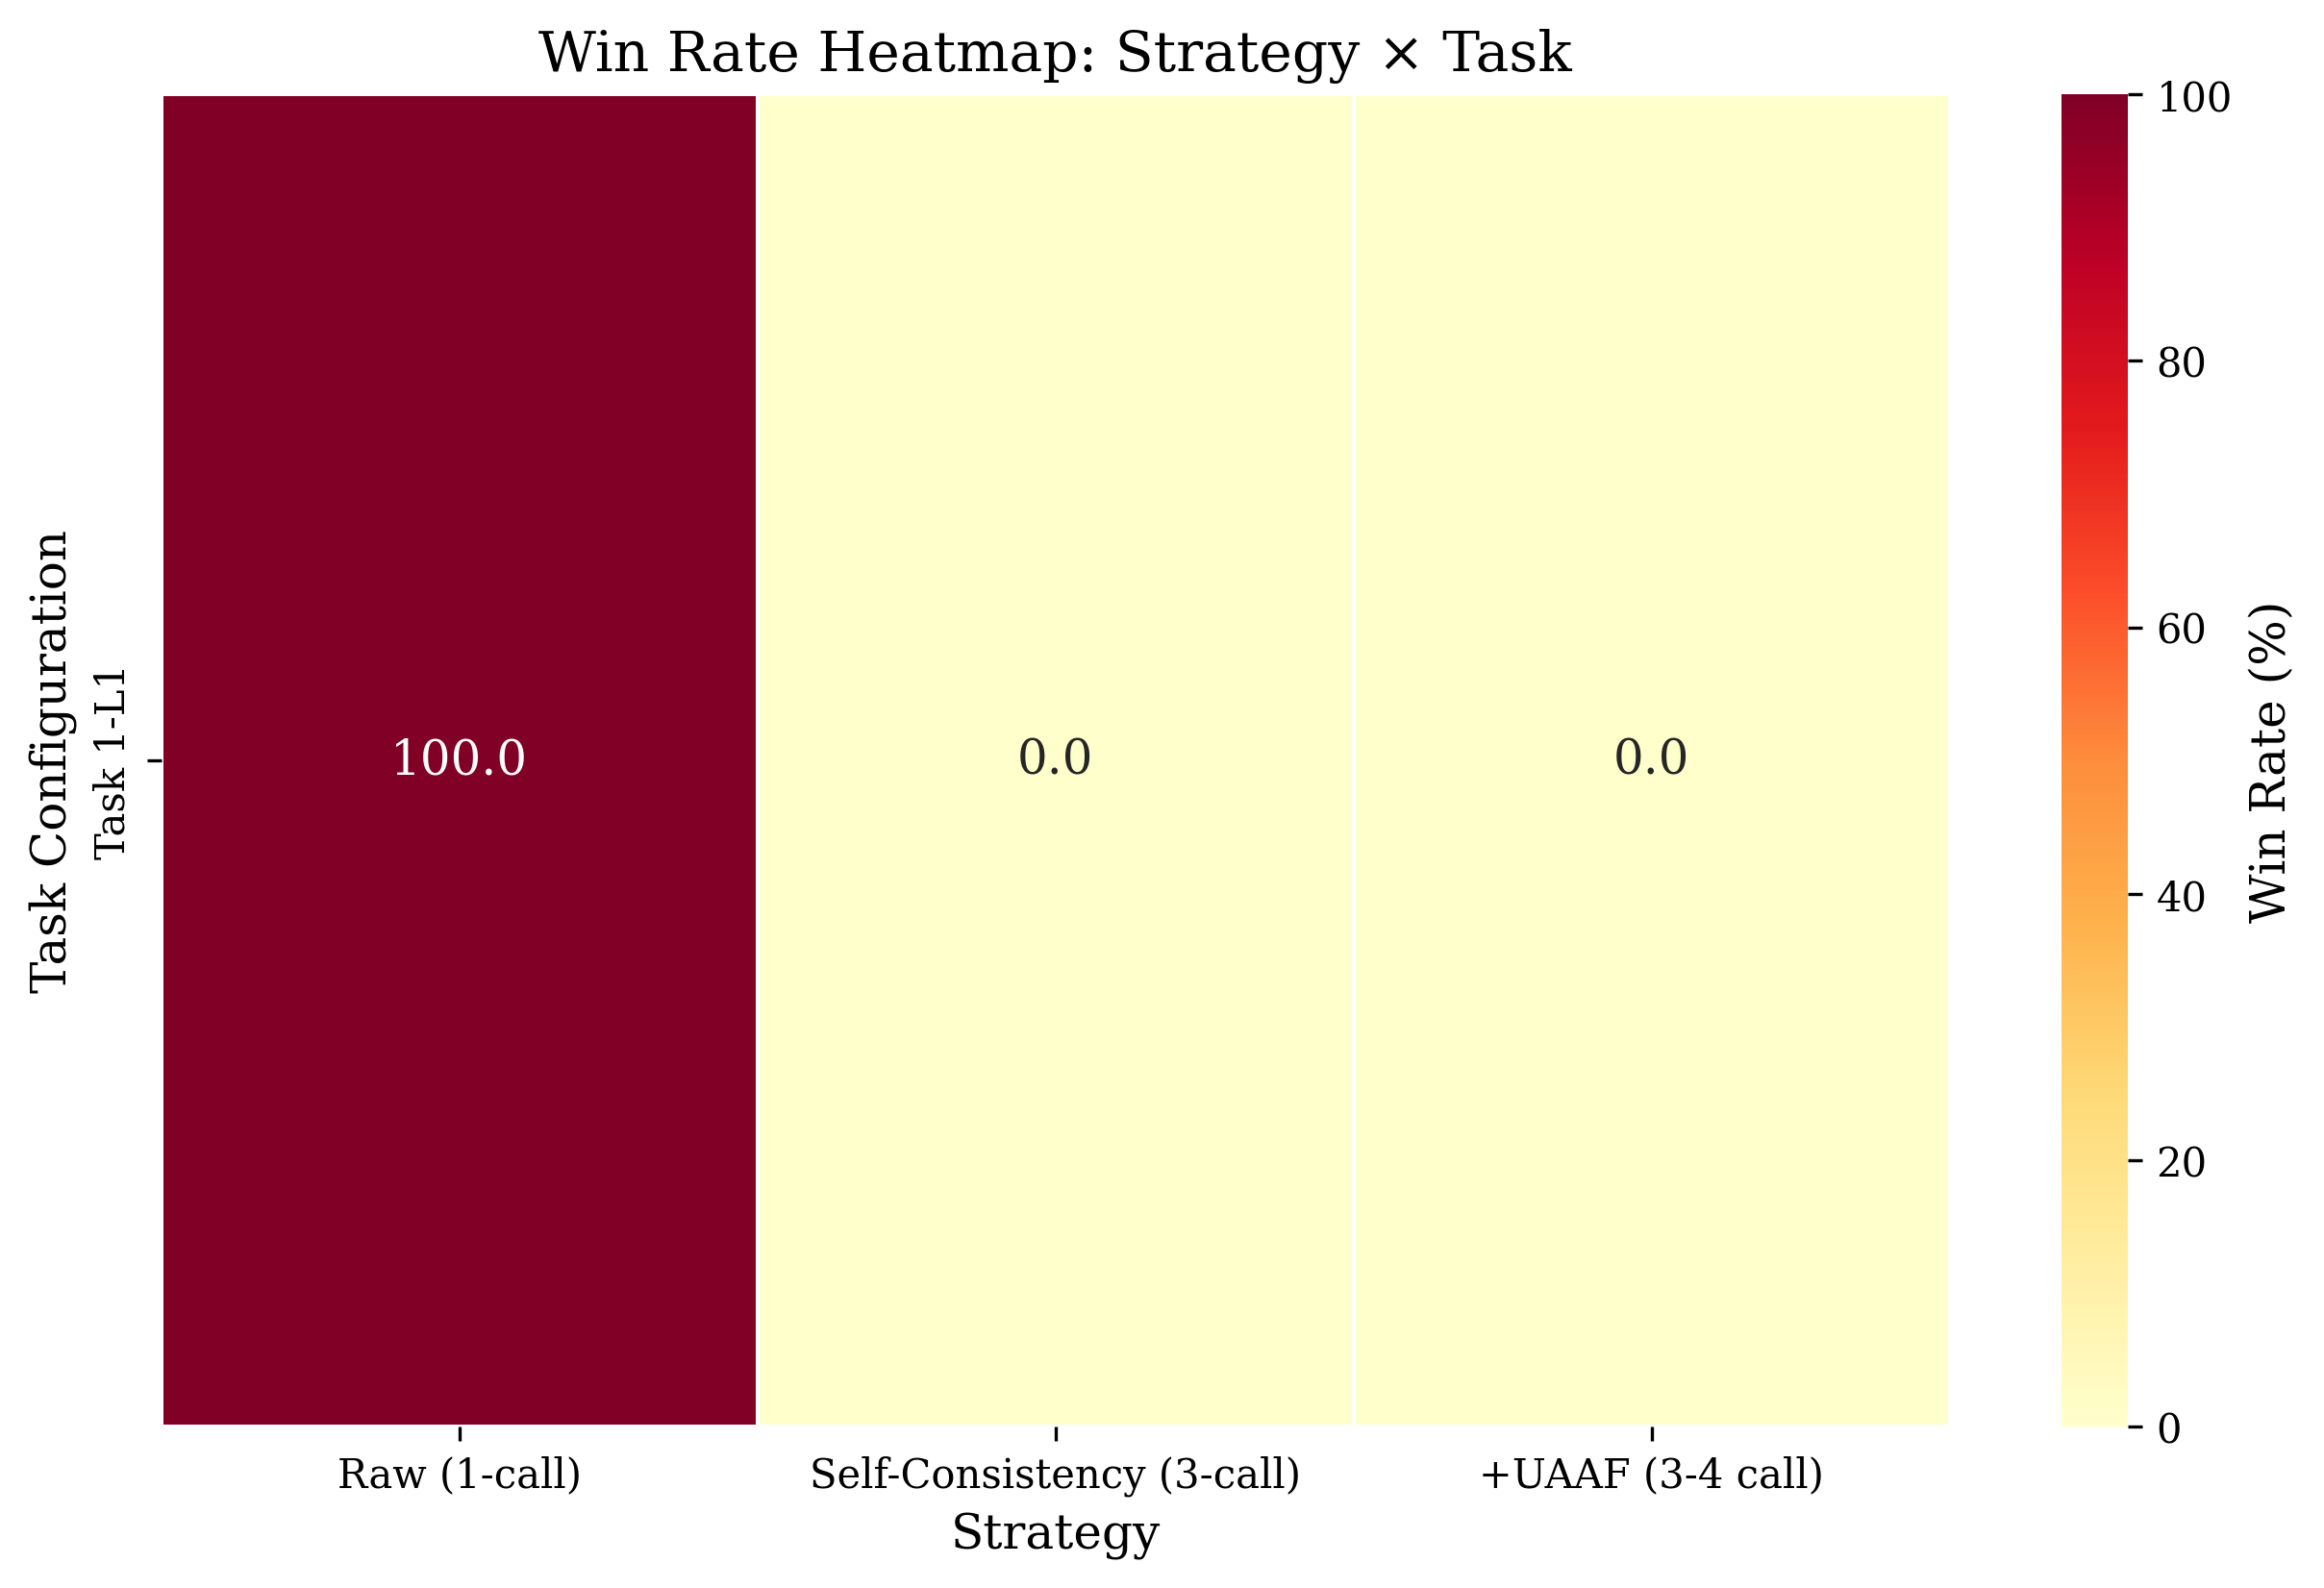 Win Rate Heatmap: Strategy × Task
Task Configuration
Task 1-L1
100.0
0.0
0.0
Raw (1-call)
Self-Consistency (3-call)
+UAAF (3-4 call)
Strategy
100
80
60
40
20
0
Win Rate (%)